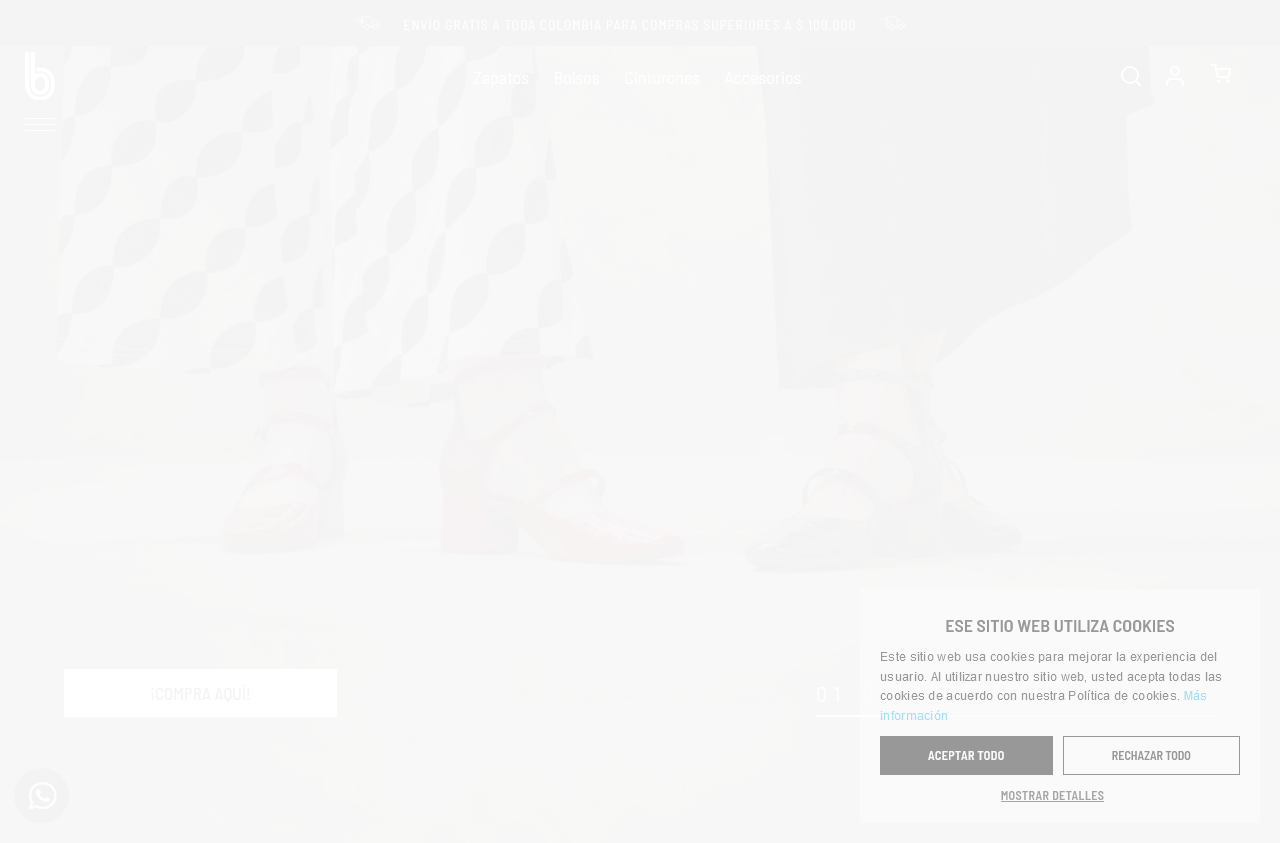 ENVÍO GRATIS A TODA COLOMBIA PARA COMPRAS SUPERIORES A $ 100,000
b
Zapatos Bolsos Cinturones Accesorios
ESE SITIO WEB UTILIZA COOKIES
Este sitio web usa cookies para mejorar la experiencia del
usuario. Al utilizar nuestro sitio web, usted acepta todas las
cookies de acuerdo con nuestra Política de cookies. Más
información
¡COMPRA AQUÍ!
01
ACEPTAR TODO
RECHAZAR TODO
MOSTRAR DETALLES